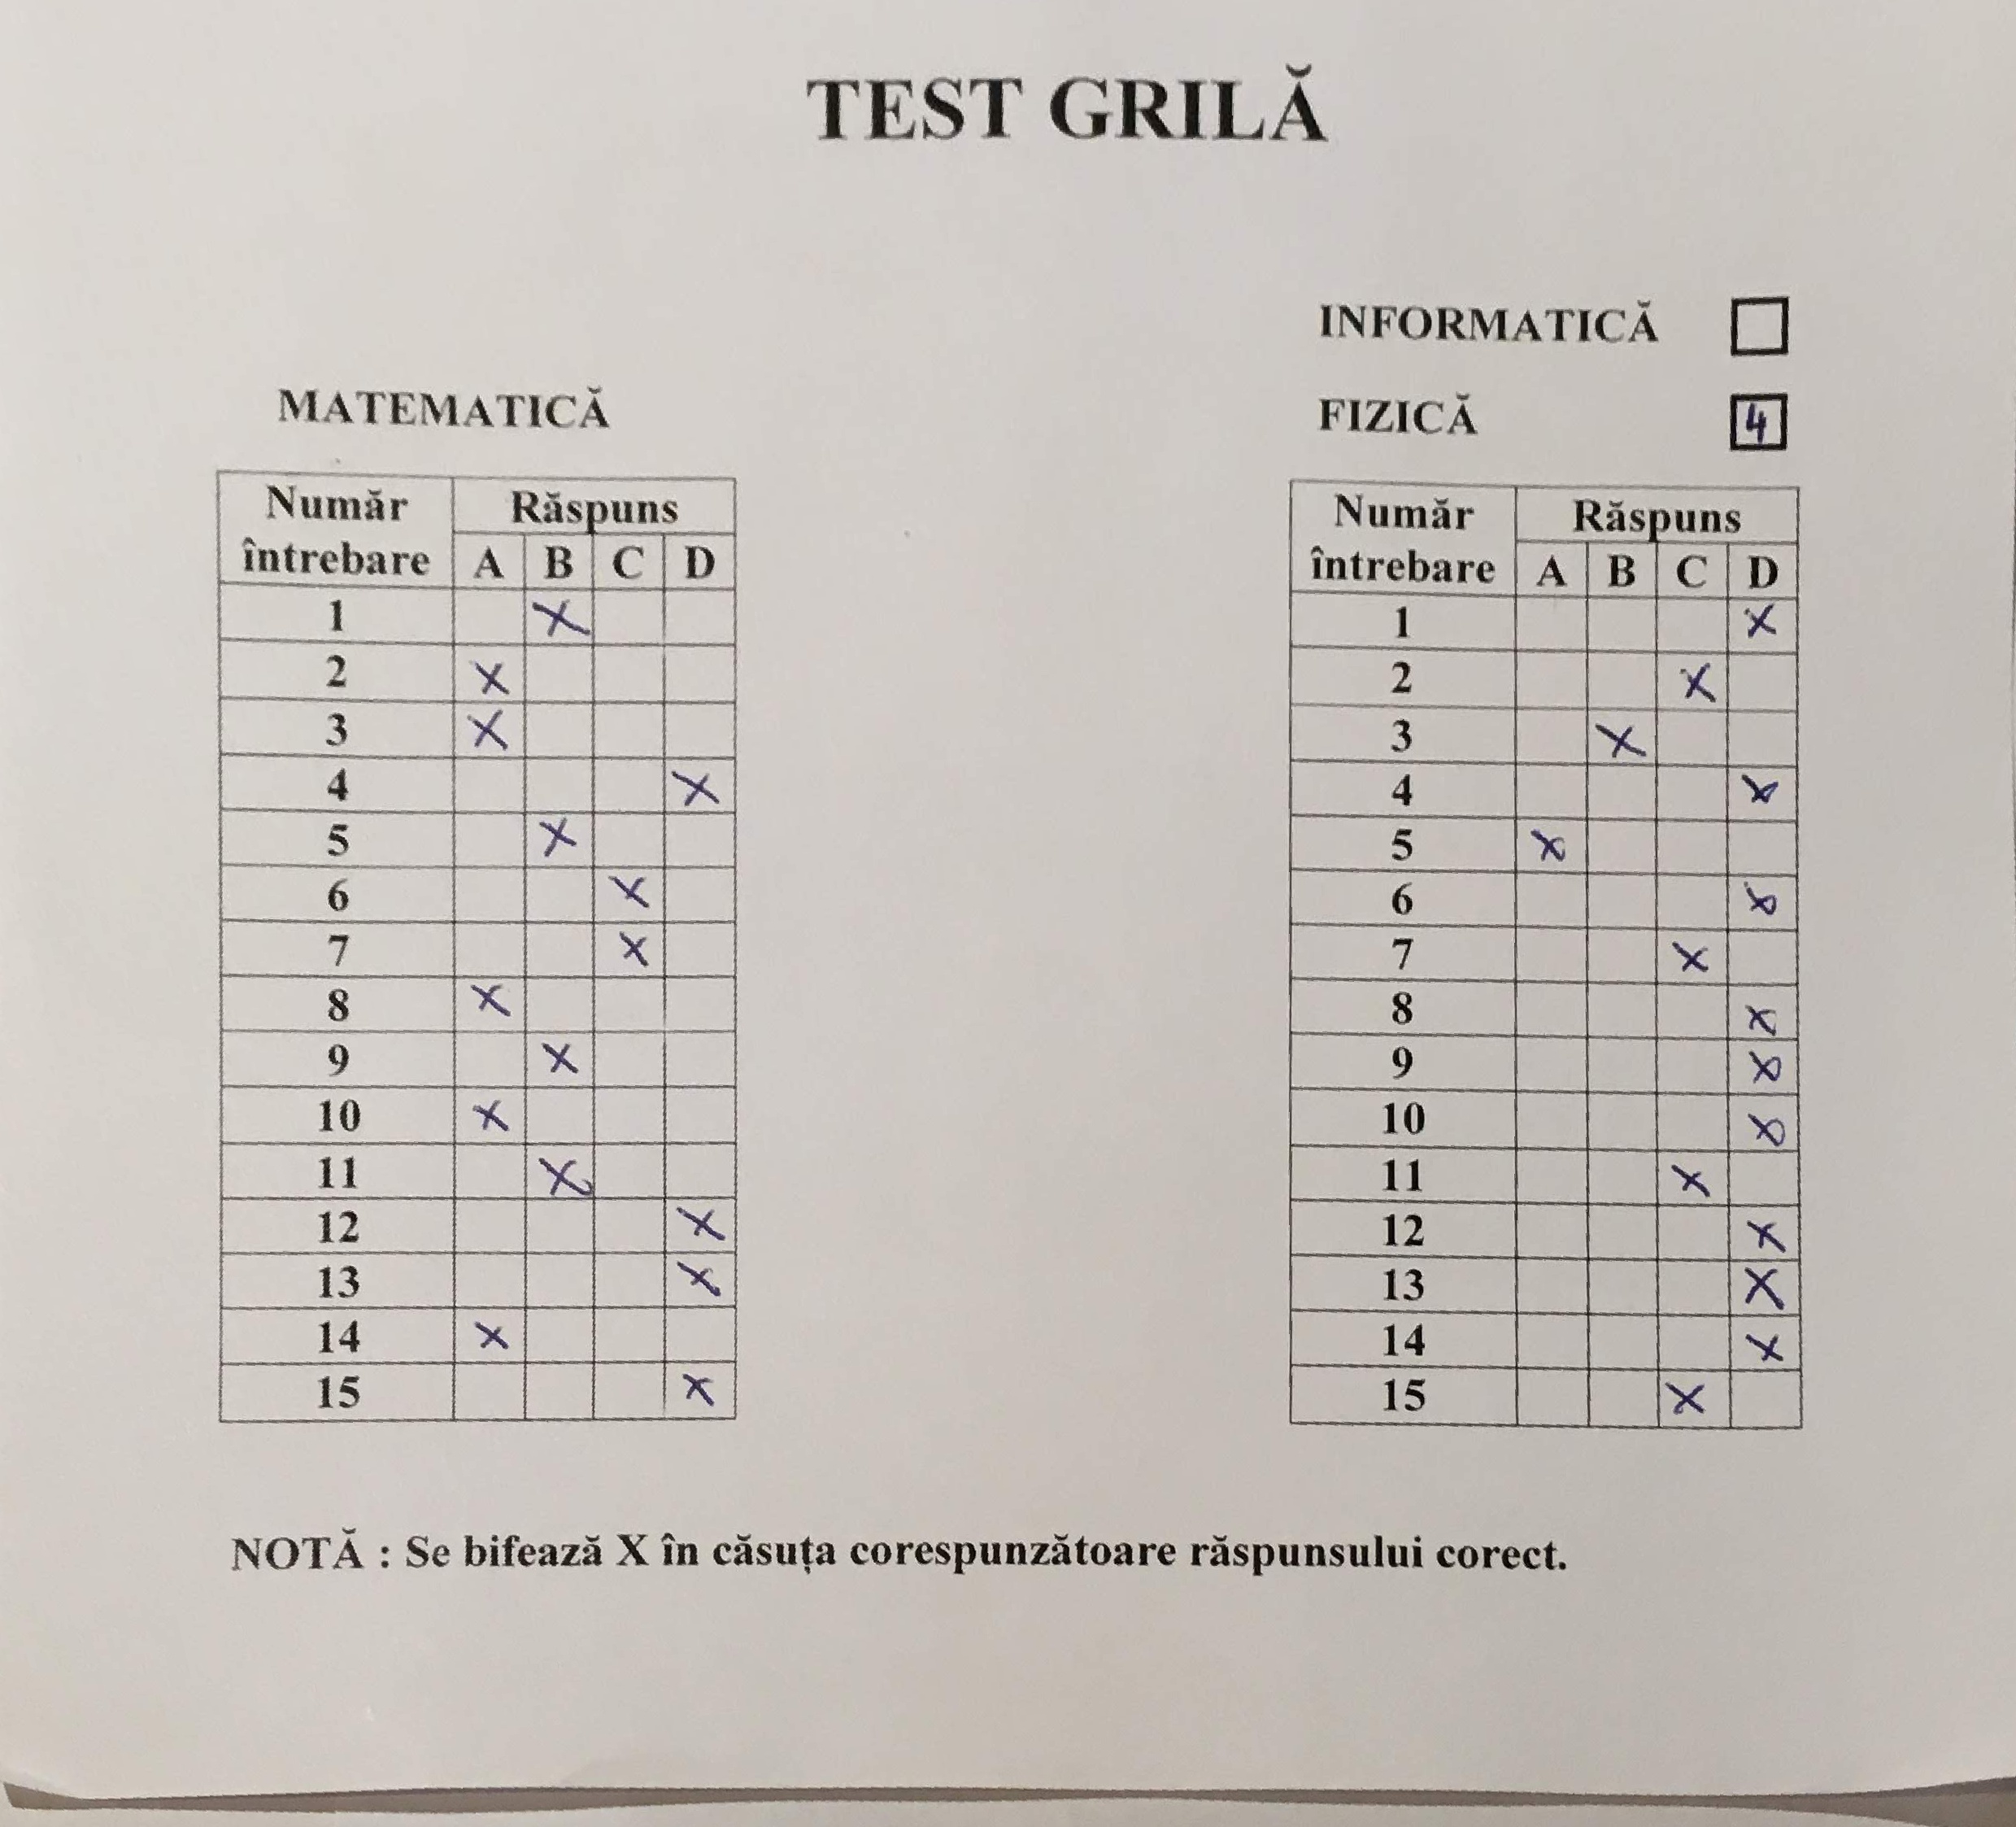 TEST GRILĂ
INFORMATICĂ
MATEMATICĂ
FIZICĂ 4
Număr întrebare Răspuns
A B C D
1 X
2 X
3 X
4 X
5 X
6 X
7 X
8 X
9 X
10 X
11 X
12 X
13 X
14 X
15 X
Număr întrebare Răspuns
A B C D
1 X
2 X
3 X
4 X
5 X
6 X
7 X
8 X
9 X
10 X
11 X
12 X
13 X
14 X
15 X
NOTĂ : Se bifează X în căsuța corespunzătoare răspunsului corect.